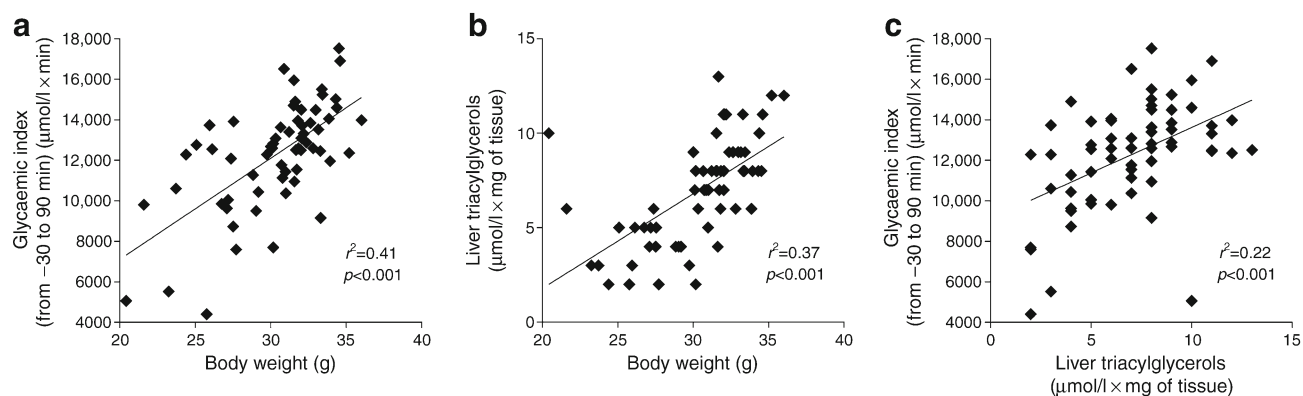 a
18,000
16,000
14,000
12,000
10,000
8000
6000
4000
20
25
30
35
40
Glycaemic index
(from −30 to 90 min) (μmol/l × min)
Body weight (g)
r²=0.41
p<0.001
b
15
10
5
0
20
25
30
35
40
Liver triacylglycerols
(μmol/l × mg of tissue)
Body weight (g)
r²=0.37
p<0.001
c
18,000
16,000
14,000
12,000
10,000
8000
6000
4000
0
5
10
15
Glycaemic index
(from −30 to 90 min) (μmol/l × min)
Liver triacylglycerols
(μmol/l × mg of tissue)
r²=0.22
p<0.001